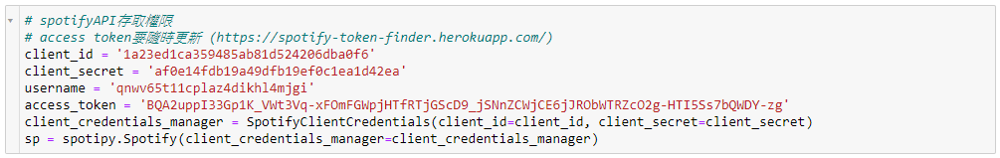 # spotifyAPI存取權限
# access token要隨時更新 (https://spotify-token-finder.herokuapp.com/)
client_id = '1a23ed1ca359485ab81d524206dba0f6'
client_secret = 'af0e14fdb19a49dfb19ef0c1ea1d42ea'
username = 'qnwv65t11cplaz4dikhl4mjgi'
access_token = 'BQA2uppI33Gp1K_VWt3Vq-xFOmFGWpjHTfRTjGScD9_jSNnZCWjCE6jJRObWTRZcO2g-HTI5Ss7bQWDY-zg'
client_credentials_manager = SpotifyClientCredentials(client_id=client_id, client_secret=client_secret)
sp = spotipy.Spotify(client_credentials_manager=client_credentials_manager)